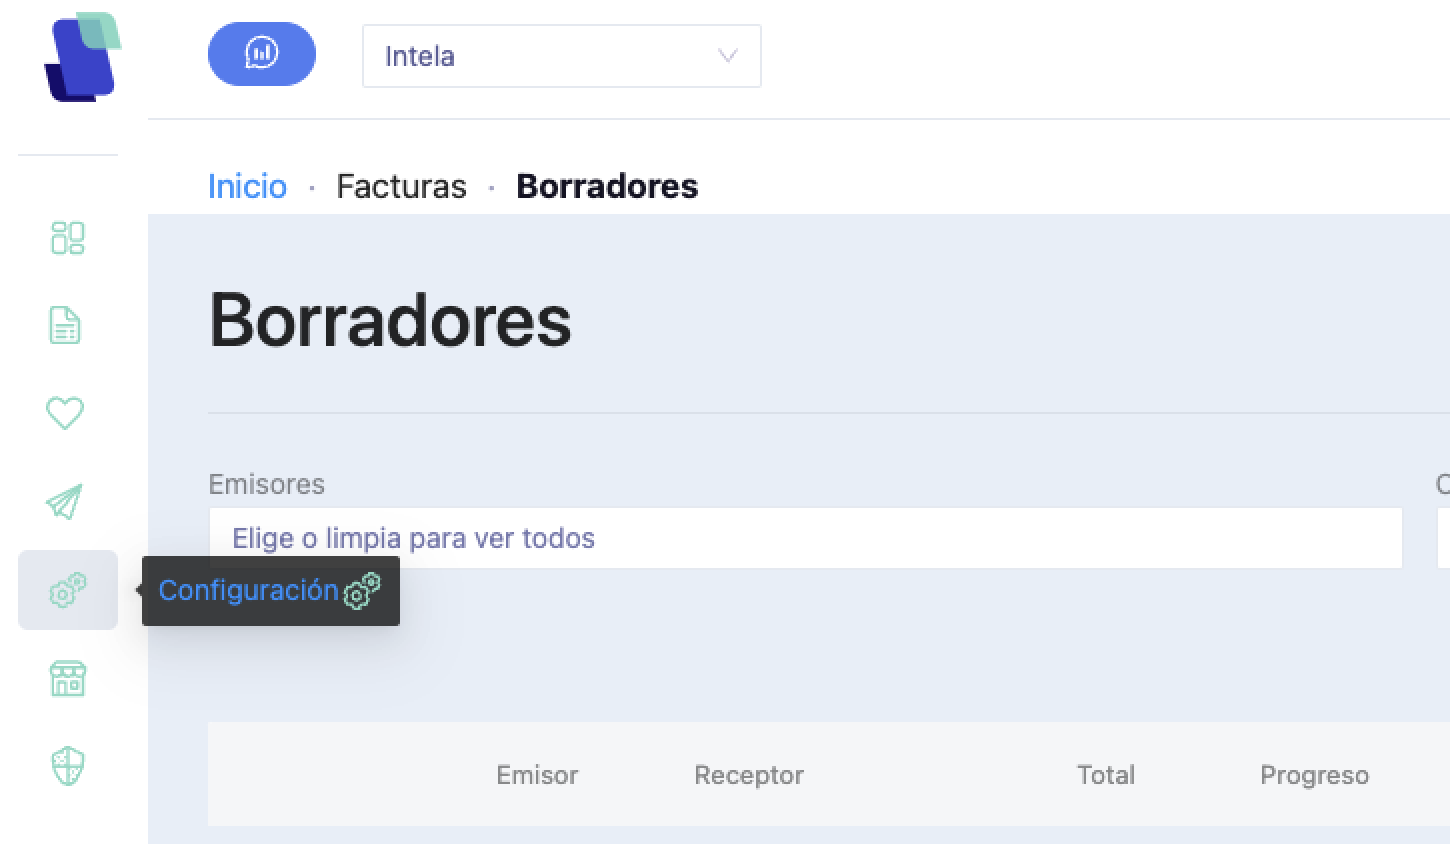 Intela
Inicio · Facturas · Borradores
Borradores
Emisores
Elige o limpia para ver todos
Configuración
Emisor Receptor Total Progreso